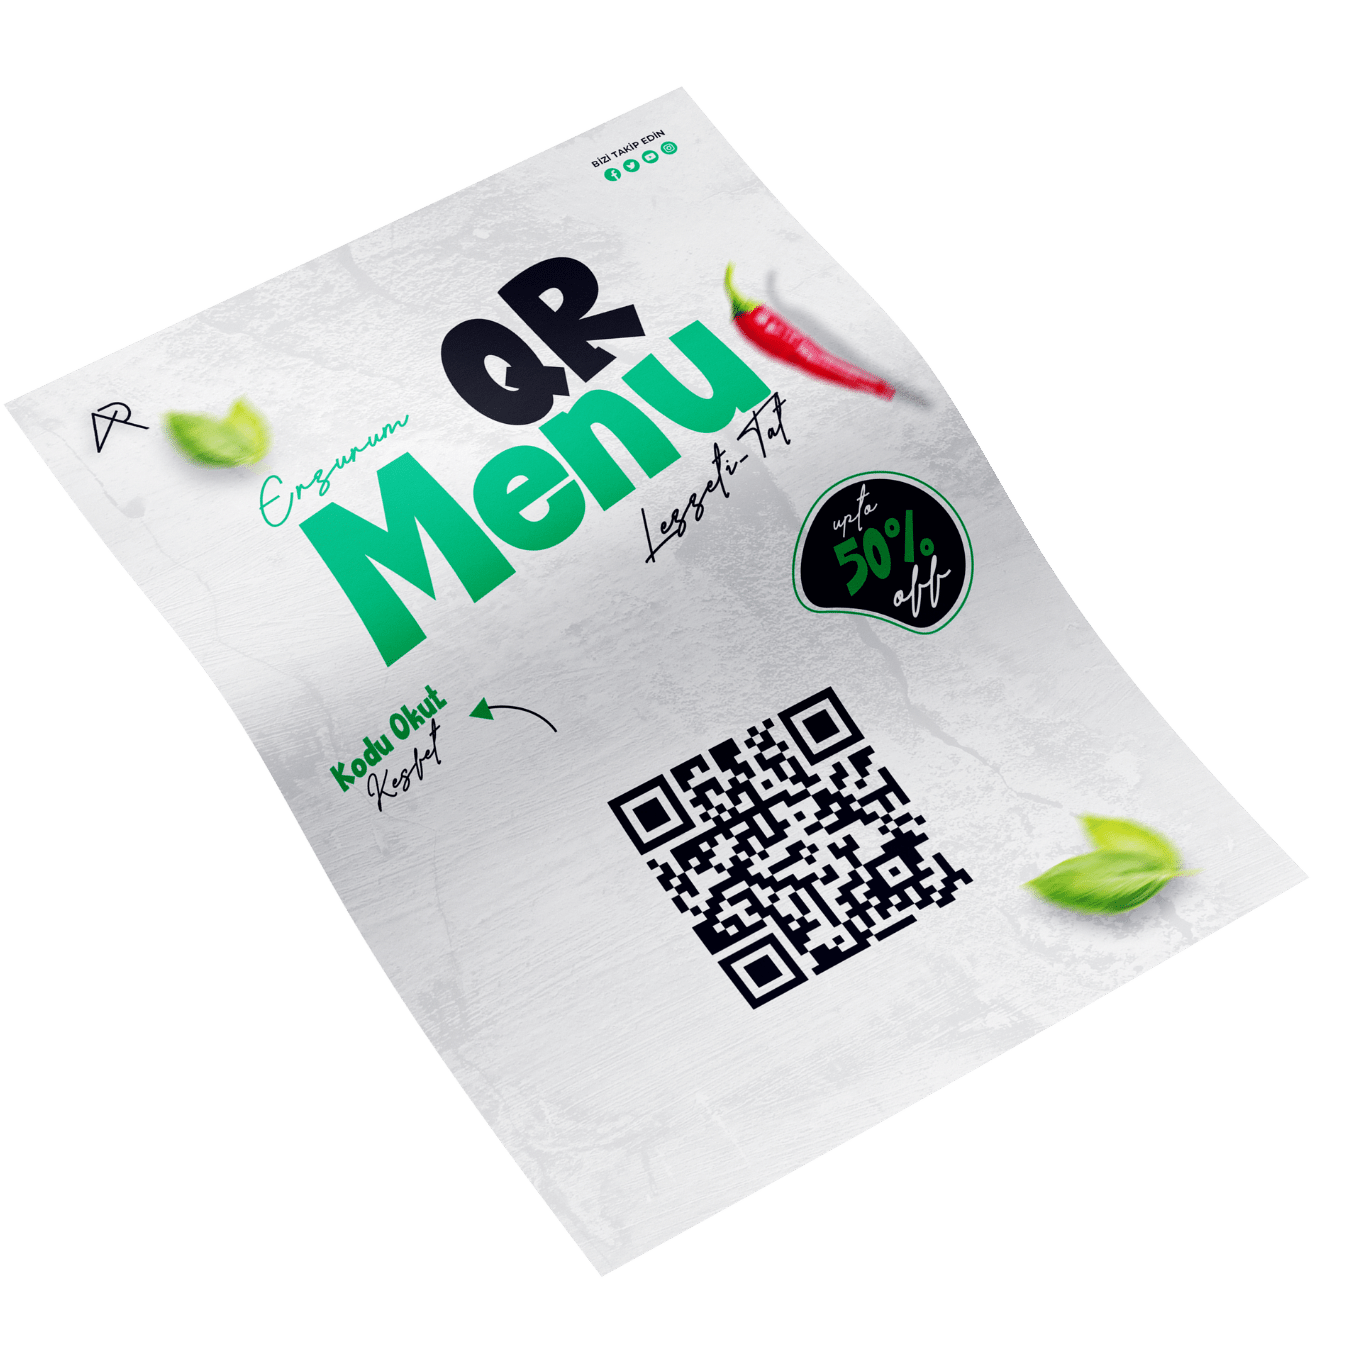 BİZİ TAKİP EDİN
QR
Erzurum
Menu
Lezzeti-Tat
upto
50%
off
Kodu Okut
Keşfet